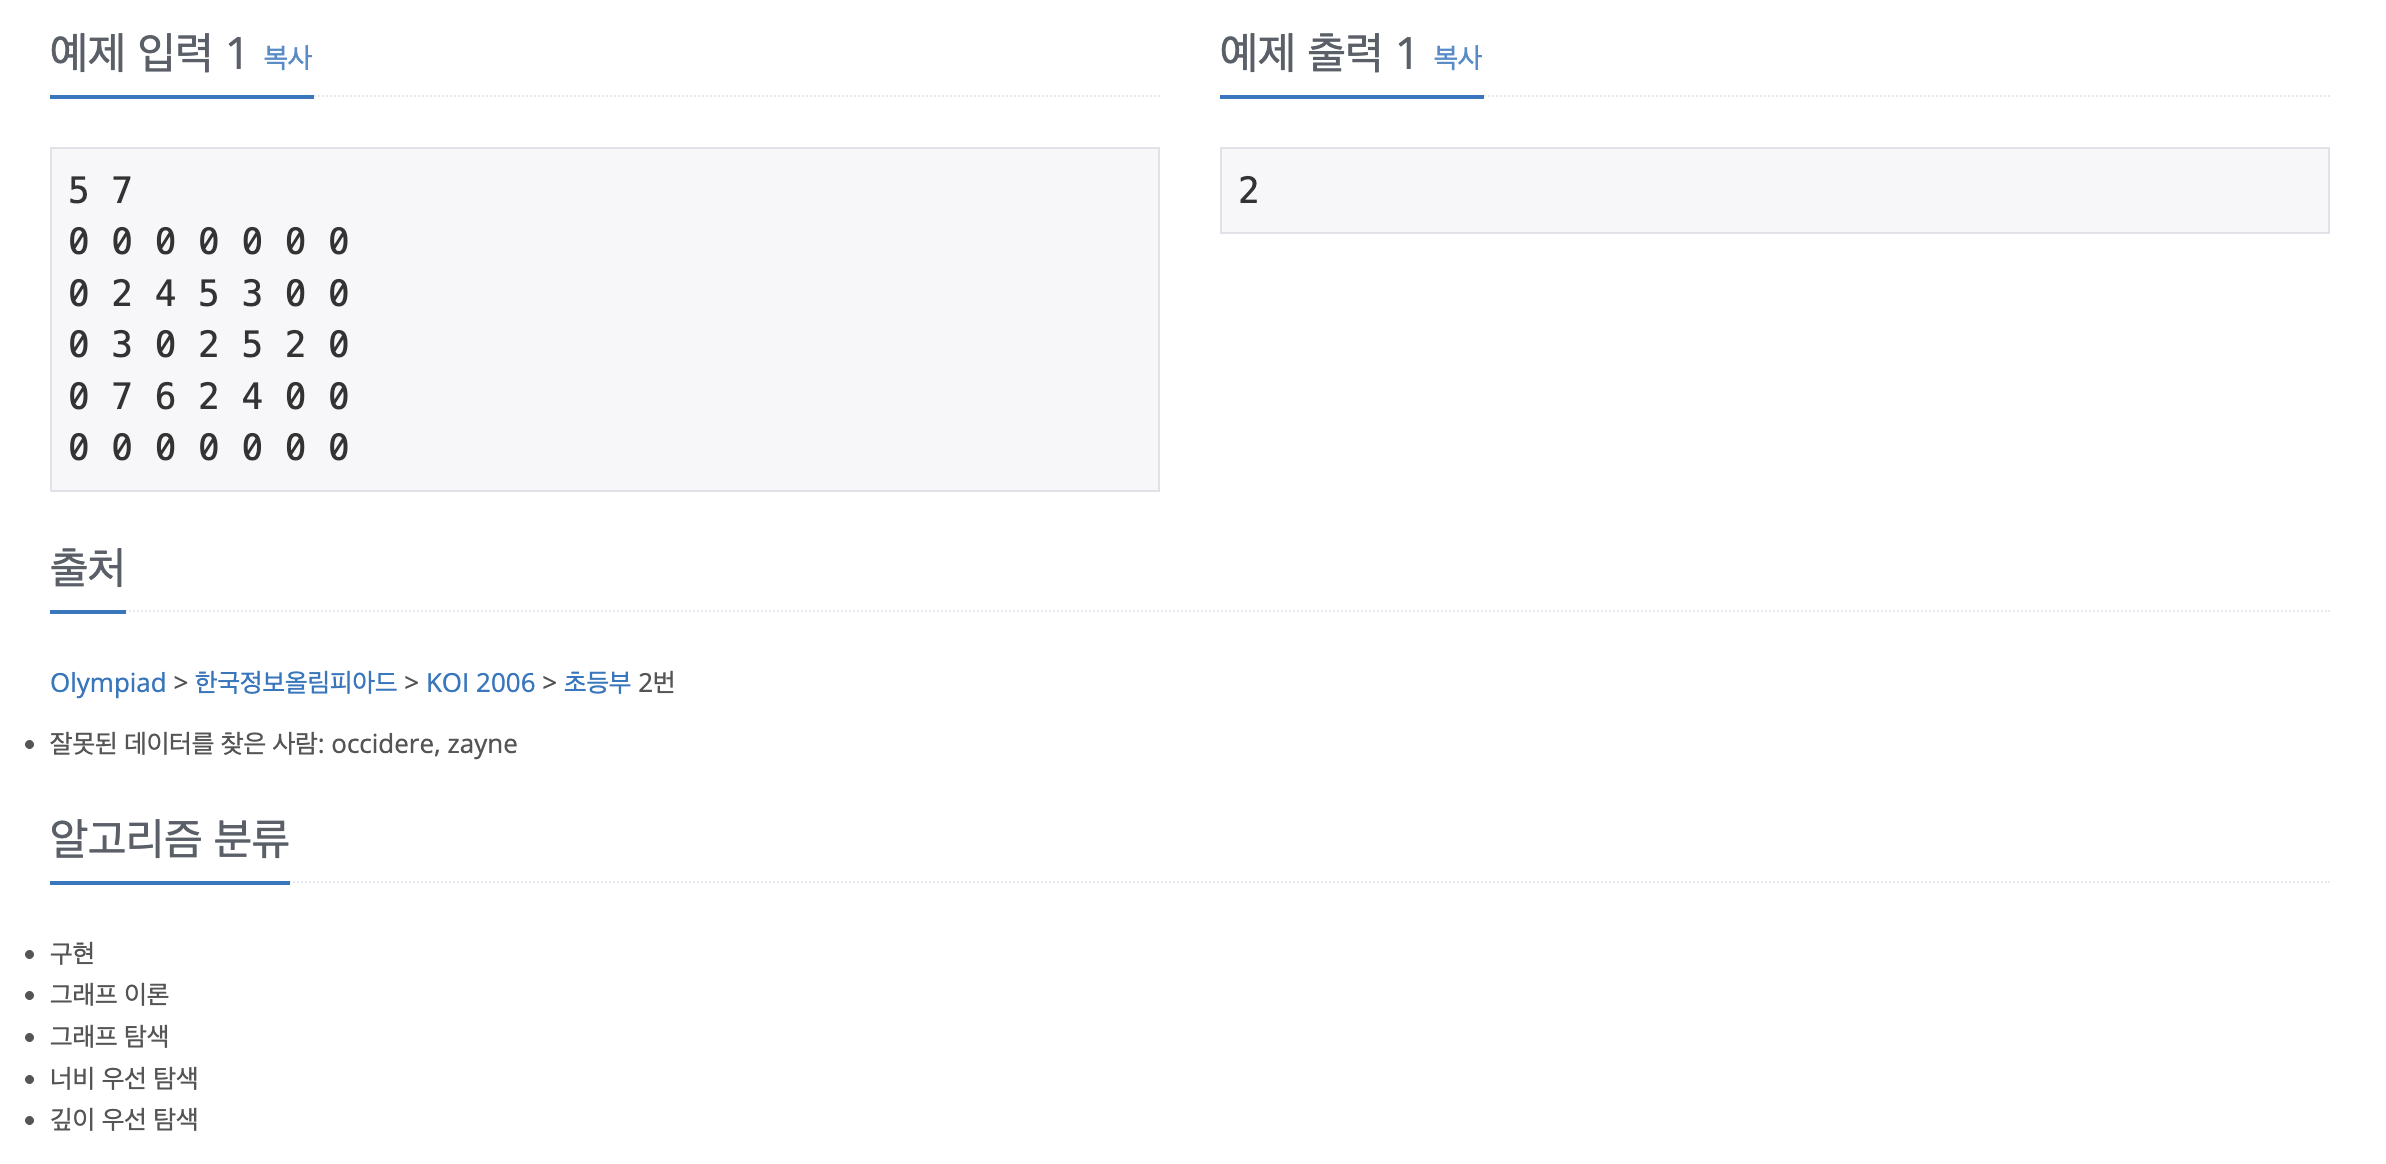 예제 입력 1 복사
5 7
0 0 0 0 0 0 0
0 2 4 5 3 0 0
0 3 0 2 5 2 0
0 7 6 2 4 0 0
0 0 0 0 0 0 0
예제 출력 1 복사
2
출처
Olympiad > 한국정보올림피아드 > KOI 2006 > 초등부 2번
• 잘못된 데이터를 찾은 사람: occidere, zayne
알고리즘 분류
• 구현
• 그래프 이론
• 그래프 탐색
• 너비 우선 탐색
• 깊이 우선 탐색